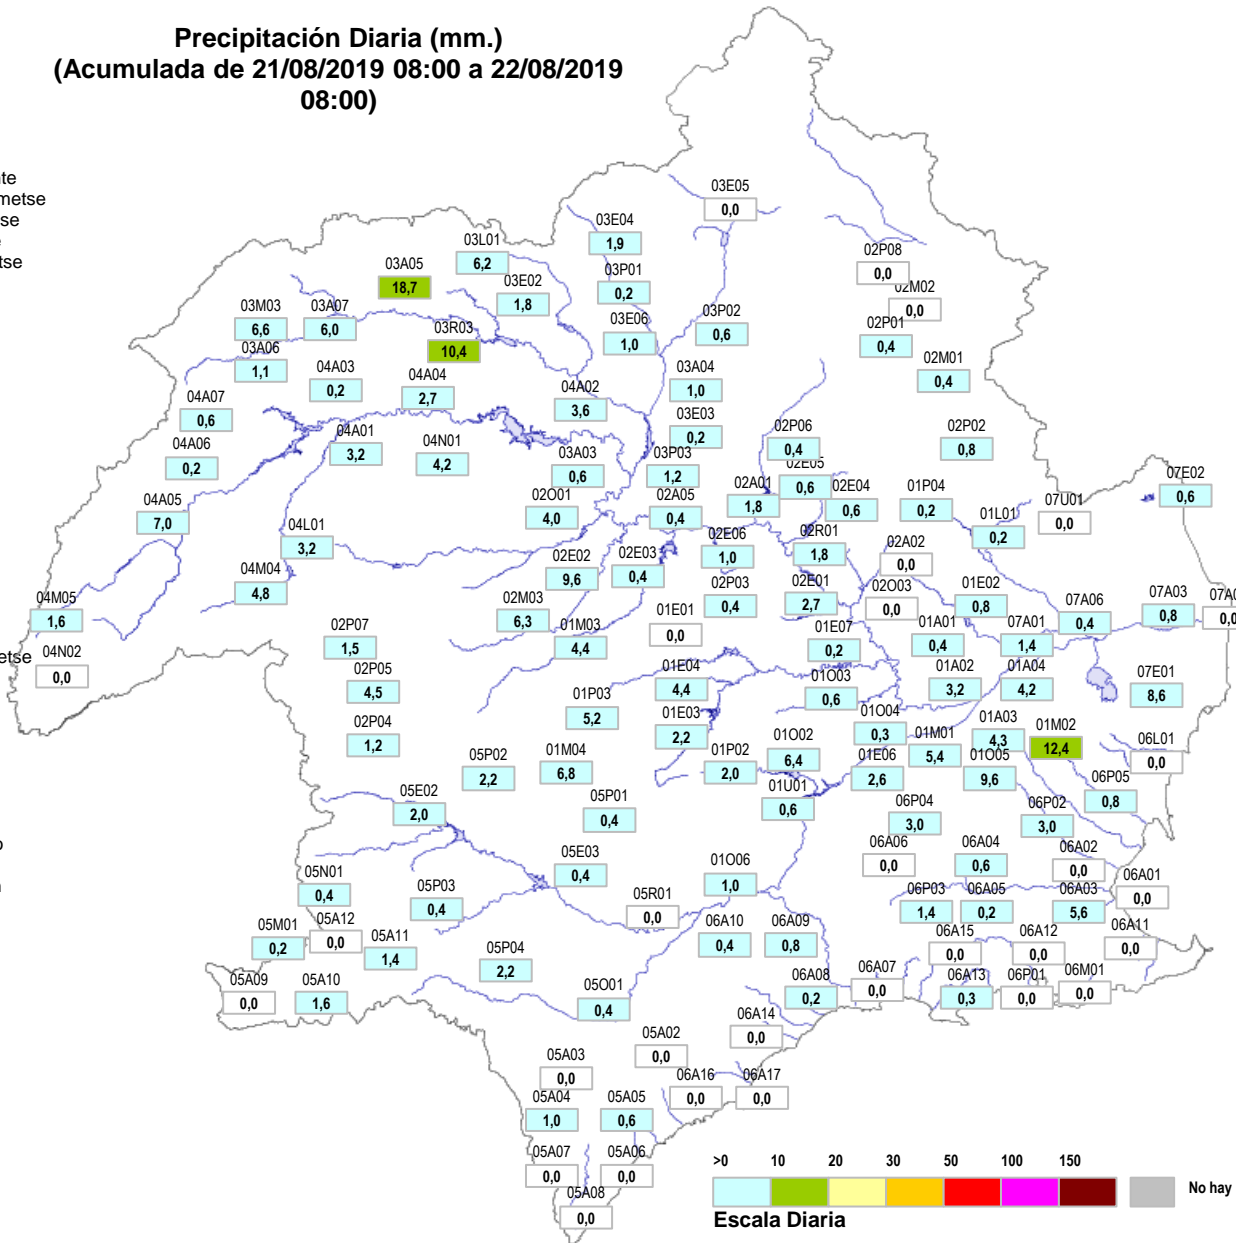 Precipitación Diaria (mm.)
(Acumulada de 21/08/2019 08:00 a 22/08/2019
08:00)
nte
metse
se
e
tse
03E05
0,0
03E04
1,9
03L01
6,2
03A05
18,7
03P01
0,2
03E02
1,8
02P08
0,0
02M02
0,0
03M03
6,6
03A07
6,0
03R03
10,4
03E06
1,0
03P02
0,6
02P01
0,4
03A06
1,1
04A03
0,2
04A04
2,7
04A02
3,6
03A04
1,0
02M01
0,4
04A07
0,6
03E03
0,2
04A01
3,2
04N01
4,2
02P06
0,4
02P02
0,8
04A06
0,2
03A03
0,6
03P03
1,2
02E05
0,6
07E02
0,6
04A05
7,0
02O01
4,0
02A05
0,4
02A01
1,8
02E04
0,6
01P04
0,2
01L01
0,2
07U01
0,0
04L01
3,2
02E06
1,0
02R01
1,8
02A02
0,0
04M04
4,8
02E02
9,6
02E03
0,4
02P03
0,4
02E01
2,7
02O03
0,0
01E02
0,8
04M05
1,6
02M03
6,3
01E01
0,0
07A06
0,4
07A03
0,8
07A0
0,0
etse
04N02
0,0
02P07
1,5
01M03
4,4
01E07
0,2
01A01
0,4
07A01
1,4
02P05
4,5
01E04
4,4
01O03
0,6
01A02
3,2
01A04
4,2
07E01
8,6
01P03
5,2
02P04
1,2
01E03
2,2
01O04
0,3
01M01
5,4
01A03
4,3
01M02
12,4
06L01
0,0
05P02
2,2
01M04
6,8
01P02
2,0
01O02
6,4
01E06
2,6
01O05
9,6
05E02
2,0
05P01
0,4
01U01
0,6
06P04
3,0
06P02
3,0
06P05
0,8
o
05E03
0,4
06A06
0,0
06A04
0,6
06A02
0,0
n
05N01
0,4
05P03
0,4
01O06
1,0
05R01
0,0
06P03
1,4
06A05
0,2
06A03
5,6
06A01
0,0
05M01
0,2
05A12
0,0
05A11
1,4
06A10
0,4
06A09
0,8
06A15
0,0
06A12
0,0
06A11
0,0
05P04
2,2
05A09
0,0
05A10
1,6
05O01
0,4
06A08
0,2
06A07
0,0
06A13
0,3
06P01
0,0
06M01
0,0
06A14
0,0
05A02
0,0
05A03
0,0
06A16
0,0
06A17
0,0
05A04
1,0
05A05
0,6
05A07
0,0
05A06
0,0
05A08
0,0
>0 10 20 30 50 100 150
No hay
Escala Diaria